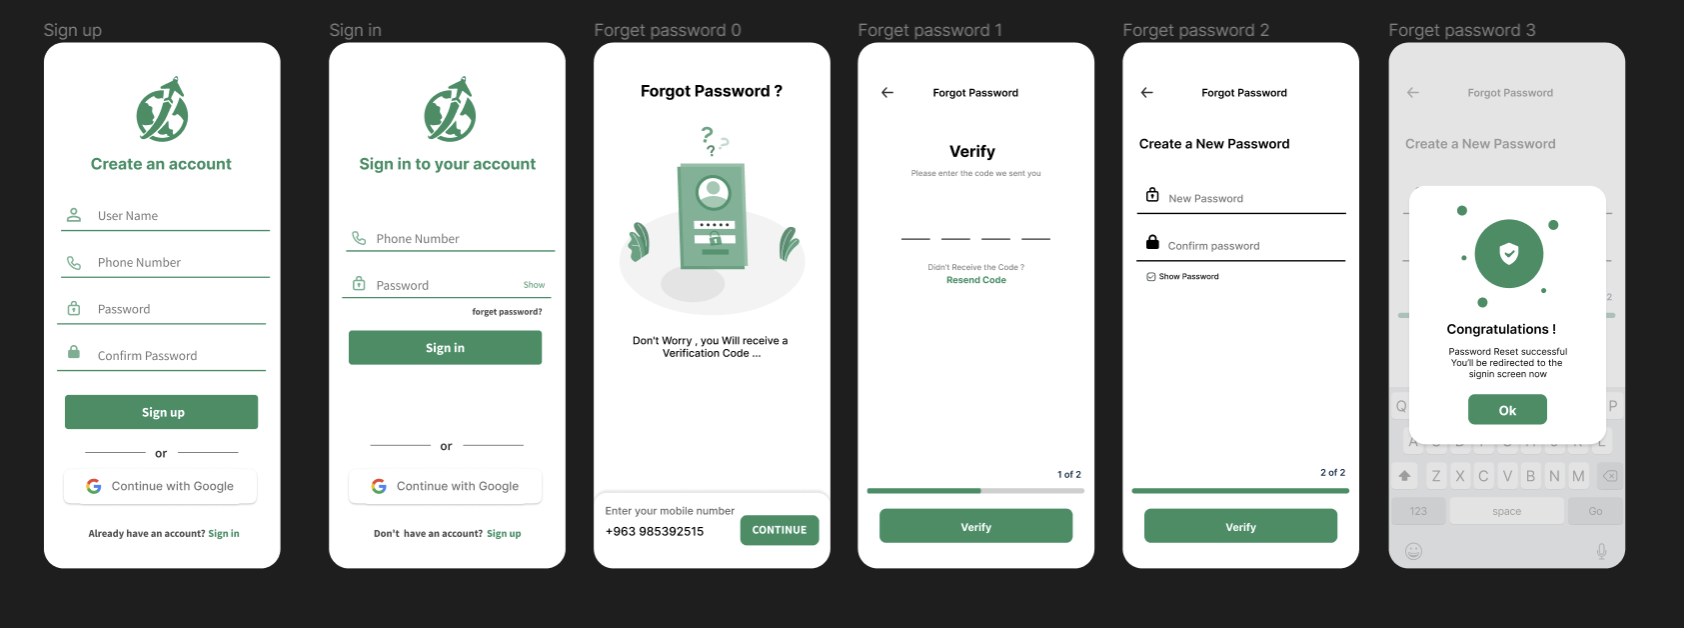 Sign up
Create an account
User Name
Phone Number
Password
Confirm Password
Sign up
or
Continue with Google
Already have an account? Sign in
Sign in
Sign in to your account
Phone Number
Password
Show
forget password?
Sign in
or
Continue with Google
Don't have an account? Sign up
Forget password 0
Forgot Password ?
? ? ?
Don't Worry , you Will receive a
Verification Code ...
Enter your mobile number
+963 985392515
CONTINUE
Forget password 1
Forgot Password
Verify
Please enter the code we sent you
Didn't Receive the Code ?
Resend Code
1 of 2
Verify
Forget password 2
Forgot Password
Create a New Password
New Password
Confirm password
Show Password
2 of 2
Verify
Forget password 3
Forgot Password
Create a New Password
2
Congratulations !
Password Reset successful
You'll be redirected to the
signin screen now
Ok
Q P
Z X C V B N M
123 space Go